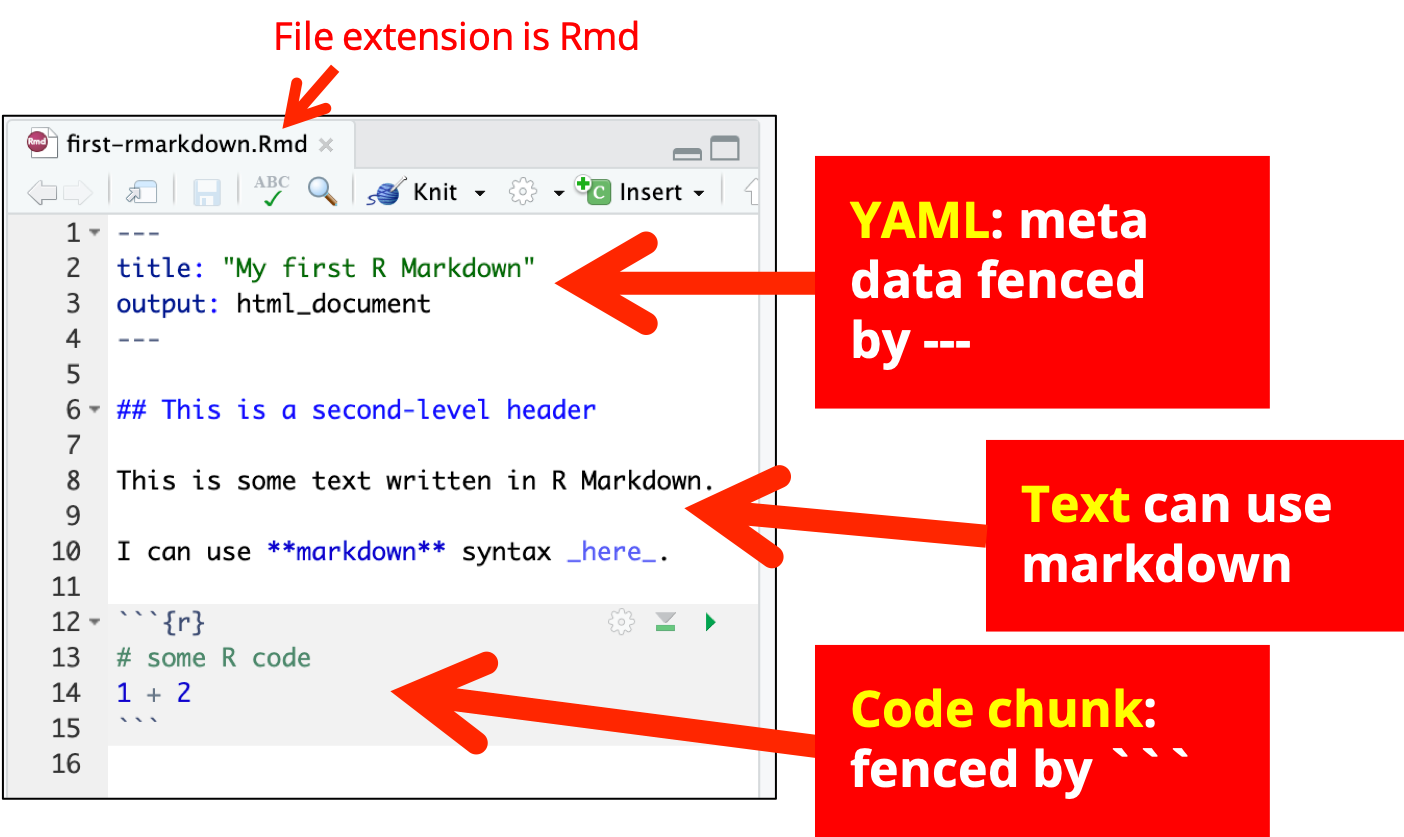 File extension is Rmd
Rmd first-rmarkdown.Rmd ×
ABC Knit C Insert
1 ---
2 title: "My first R Markdown"
3 output: html_document
4 ---
5
6 ## This is a second-level header
7
8 This is some text written in R Markdown.
9
10 I can use **markdown** syntax _here_.
11
12 ```{r}
13 # some R code
14 1 + 2
15 ```
16
YAML: meta
data fenced
by ---
Text can use
markdown
Code chunk:
fenced by ```